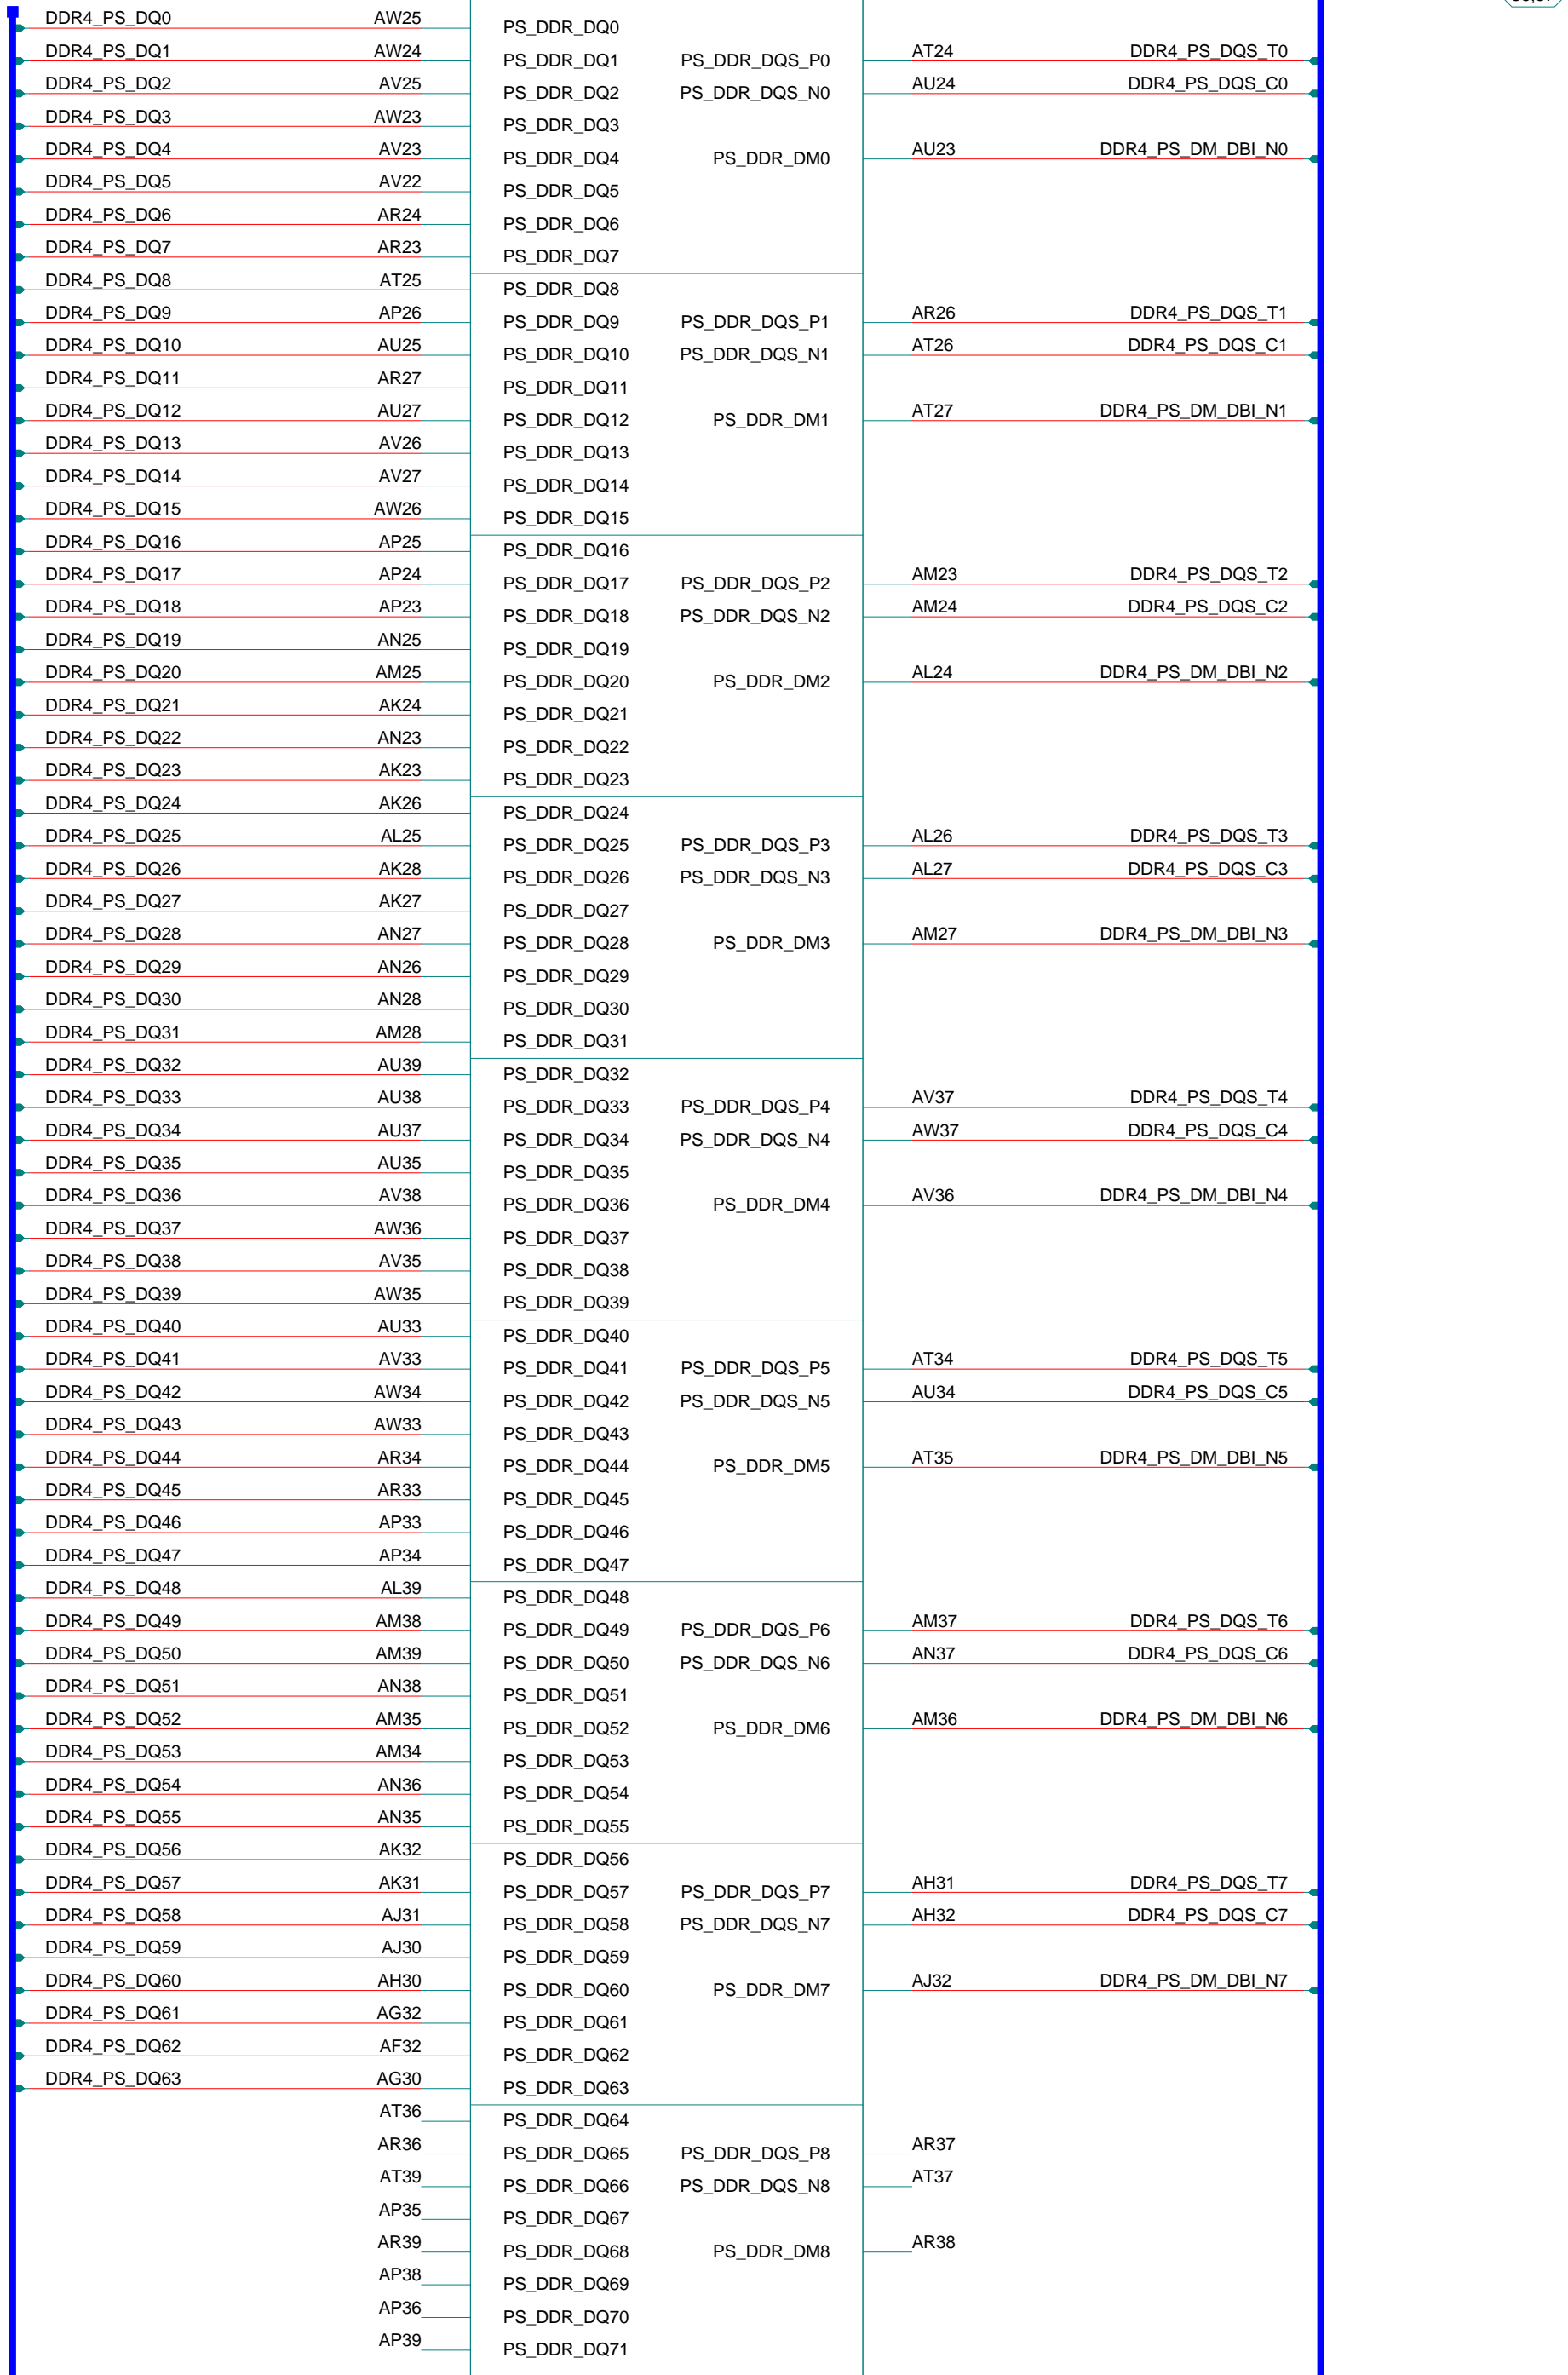 DDR4_PS_DQ0 AW25 PS_DDR_DQ0
DDR4_PS_DQ1 AW24 PS_DDR_DQ1 PS_DDR_DQS_P0 AT24 DDR4_PS_DQS_T0
DDR4_PS_DQ2 AV25 PS_DDR_DQ2 PS_DDR_DQS_N0 AU24 DDR4_PS_DQS_C0
DDR4_PS_DQ3 AW23 PS_DDR_DQ3
DDR4_PS_DQ4 AV23 PS_DDR_DQ4 PS_DDR_DM0 AU23 DDR4_PS_DM_DBI_N0
DDR4_PS_DQ5 AV22 PS_DDR_DQ5
DDR4_PS_DQ6 AR24 PS_DDR_DQ6
DDR4_PS_DQ7 AR23 PS_DDR_DQ7
DDR4_PS_DQ8 AT25 PS_DDR_DQ8
DDR4_PS_DQ9 AP26 PS_DDR_DQ9 PS_DDR_DQS_P1 AR26 DDR4_PS_DQS_T1
DDR4_PS_DQ10 AU25 PS_DDR_DQ10 PS_DDR_DQS_N1 AT26 DDR4_PS_DQS_C1
DDR4_PS_DQ11 AR27 PS_DDR_DQ11
DDR4_PS_DQ12 AU27 PS_DDR_DQ12 PS_DDR_DM1 AT27 DDR4_PS_DM_DBI_N1
DDR4_PS_DQ13 AV26 PS_DDR_DQ13
DDR4_PS_DQ14 AV27 PS_DDR_DQ14
DDR4_PS_DQ15 AW26 PS_DDR_DQ15
DDR4_PS_DQ16 AP25 PS_DDR_DQ16
DDR4_PS_DQ17 AP24 PS_DDR_DQ17 PS_DDR_DQS_P2 AM23 DDR4_PS_DQS_T2
DDR4_PS_DQ18 AP23 PS_DDR_DQ18 PS_DDR_DQS_N2 AM24 DDR4_PS_DQS_C2
DDR4_PS_DQ19 AN25 PS_DDR_DQ19
DDR4_PS_DQ20 AM25 PS_DDR_DQ20 PS_DDR_DM2 AL24 DDR4_PS_DM_DBI_N2
DDR4_PS_DQ21 AK24 PS_DDR_DQ21
DDR4_PS_DQ22 AN23 PS_DDR_DQ22
DDR4_PS_DQ23 AK23 PS_DDR_DQ23
DDR4_PS_DQ24 AK26 PS_DDR_DQ24
DDR4_PS_DQ25 AL25 PS_DDR_DQ25 PS_DDR_DQS_P3 AL26 DDR4_PS_DQS_T3
DDR4_PS_DQ26 AK28 PS_DDR_DQ26 PS_DDR_DQS_N3 AL27 DDR4_PS_DQS_C3
DDR4_PS_DQ27 AK27 PS_DDR_DQ27
DDR4_PS_DQ28 AN27 PS_DDR_DQ28 PS_DDR_DM3 AM27 DDR4_PS_DM_DBI_N3
DDR4_PS_DQ29 AN26 PS_DDR_DQ29
DDR4_PS_DQ30 AN28 PS_DDR_DQ30
DDR4_PS_DQ31 AM28 PS_DDR_DQ31
DDR4_PS_DQ32 AU39 PS_DDR_DQ32
DDR4_PS_DQ33 AU38 PS_DDR_DQ33 PS_DDR_DQS_P4 AV37 DDR4_PS_DQS_T4
DDR4_PS_DQ34 AU37 PS_DDR_DQ34 PS_DDR_DQS_N4 AW37 DDR4_PS_DQS_C4
DDR4_PS_DQ35 AU35 PS_DDR_DQ35
DDR4_PS_DQ36 AV38 PS_DDR_DQ36 PS_DDR_DM4 AV36 DDR4_PS_DM_DBI_N4
DDR4_PS_DQ37 AW36 PS_DDR_DQ37
DDR4_PS_DQ38 AV35 PS_DDR_DQ38
DDR4_PS_DQ39 AW35 PS_DDR_DQ39
DDR4_PS_DQ40 AU33 PS_DDR_DQ40
DDR4_PS_DQ41 AV33 PS_DDR_DQ41 PS_DDR_DQS_P5 AT34 DDR4_PS_DQS_T5
DDR4_PS_DQ42 AW34 PS_DDR_DQ42 PS_DDR_DQS_N5 AU34 DDR4_PS_DQS_C5
DDR4_PS_DQ43 AW33 PS_DDR_DQ43
DDR4_PS_DQ44 AR34 PS_DDR_DQ44 PS_DDR_DM5 AT35 DDR4_PS_DM_DBI_N5
DDR4_PS_DQ45 AR33 PS_DDR_DQ45
DDR4_PS_DQ46 AP33 PS_DDR_DQ46
DDR4_PS_DQ47 AP34 PS_DDR_DQ47
DDR4_PS_DQ48 AL39 PS_DDR_DQ48
DDR4_PS_DQ49 AM38 PS_DDR_DQ49 PS_DDR_DQS_P6 AM37 DDR4_PS_DQS_T6
DDR4_PS_DQ50 AM39 PS_DDR_DQ50 PS_DDR_DQS_N6 AN37 DDR4_PS_DQS_C6
DDR4_PS_DQ51 AN38 PS_DDR_DQ51
DDR4_PS_DQ52 AM35 PS_DDR_DQ52 PS_DDR_DM6 AM36 DDR4_PS_DM_DBI_N6
DDR4_PS_DQ53 AM34 PS_DDR_DQ53
DDR4_PS_DQ54 AN36 PS_DDR_DQ54
DDR4_PS_DQ55 AN35 PS_DDR_DQ55
DDR4_PS_DQ56 AK32 PS_DDR_DQ56
DDR4_PS_DQ57 AK31 PS_DDR_DQ57 PS_DDR_DQS_P7 AH31 DDR4_PS_DQS_T7
DDR4_PS_DQ58 AJ31 PS_DDR_DQ58 PS_DDR_DQS_N7 AH32 DDR4_PS_DQS_C7
DDR4_PS_DQ59 AJ30 PS_DDR_DQ59
DDR4_PS_DQ60 AH30 PS_DDR_DQ60 PS_DDR_DM7 AJ32 DDR4_PS_DM_DBI_N7
DDR4_PS_DQ61 AG32 PS_DDR_DQ61
DDR4_PS_DQ62 AF32 PS_DDR_DQ62
DDR4_PS_DQ63 AG30 PS_DDR_DQ63
AT36 PS_DDR_DQ64
AR36 PS_DDR_DQ65 PS_DDR_DQS_P8 AR37
AT39 PS_DDR_DQ66 PS_DDR_DQS_N8 AT37
AP35 PS_DDR_DQ67
AR39 PS_DDR_DQ68 PS_DDR_DM8 AR38
AP38 PS_DDR_DQ69
AP36 PS_DDR_DQ70
AP39 PS_DDR_DQ71